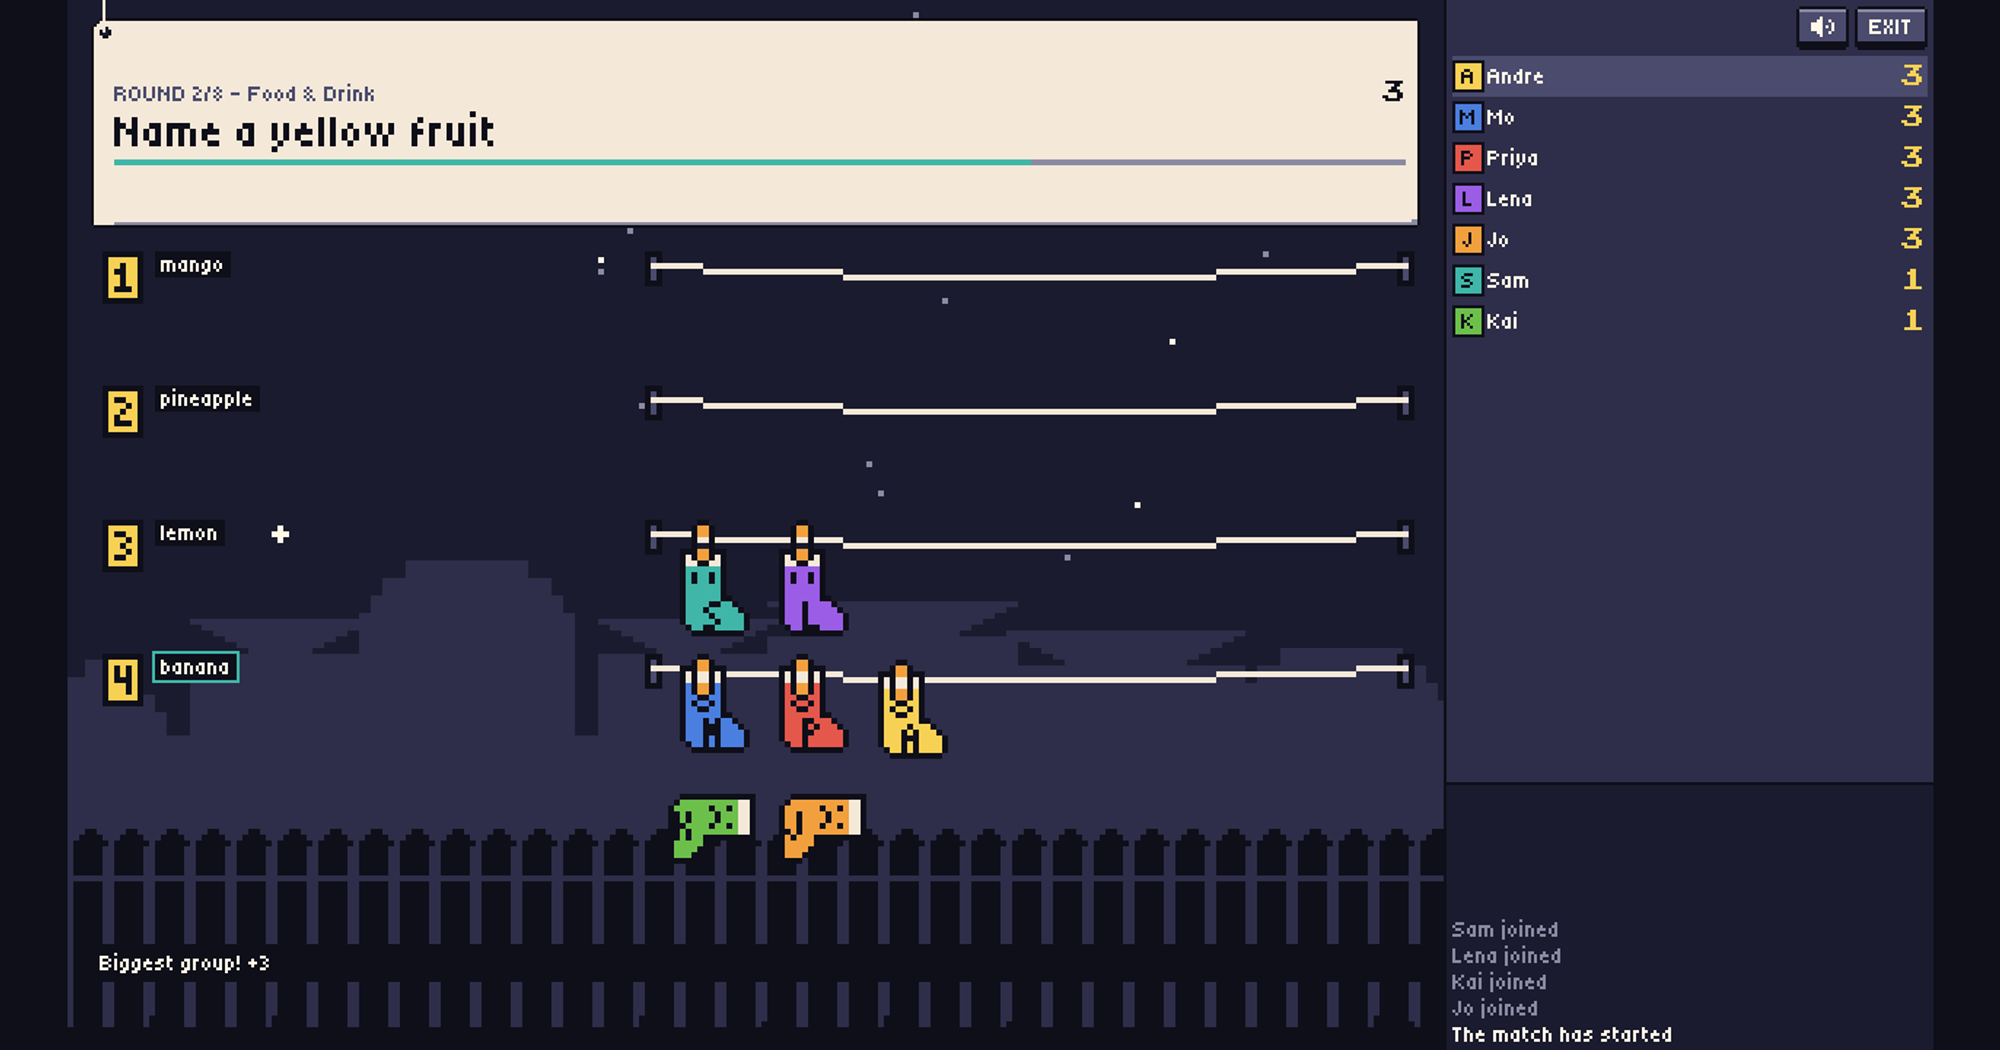 ROUND 2/8 - Food & Drink
3
Name a yellow fruit
1 mango
2 pineapple
3 lemon
4 banana
S
L
M
P
A
K
J
Biggest group! +3
EXIT
A Andre 3
M Mo 3
P Priya 3
L Lena 3
J Jo 3
S Sam 1
K Kai 1
Sam joined
Lena joined
Kai joined
Jo joined
The match has started